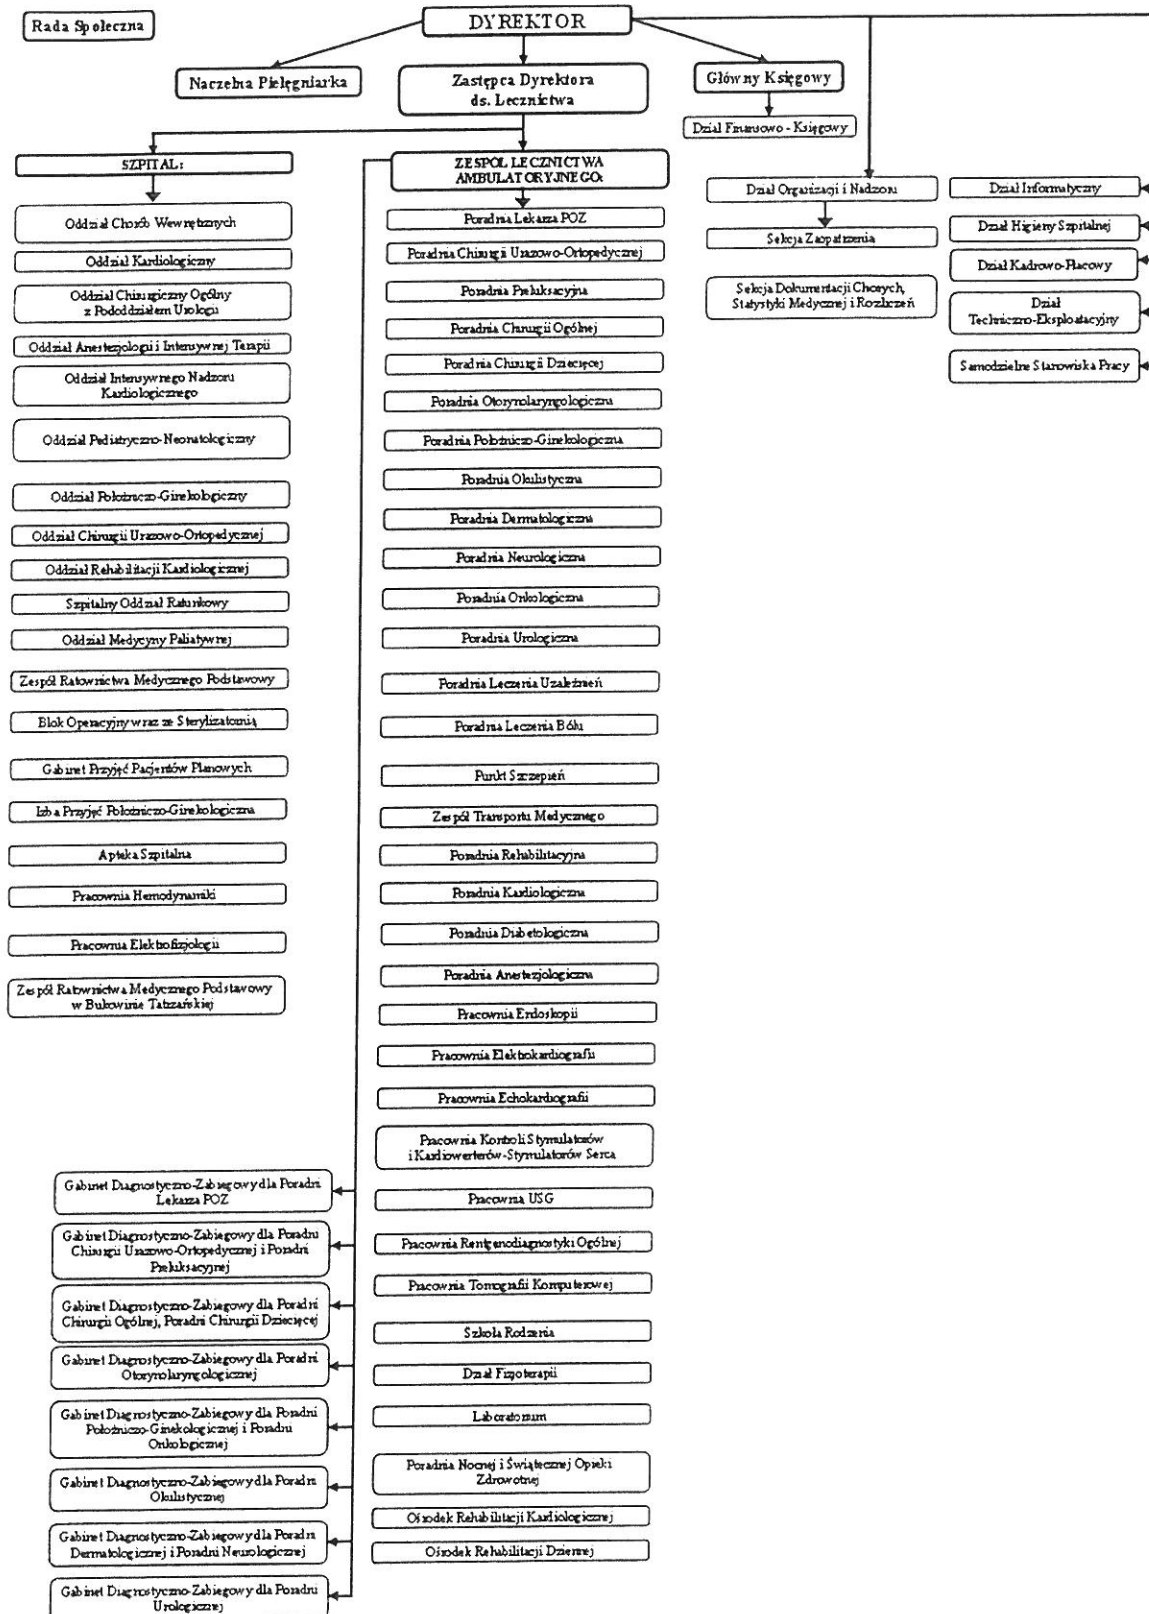 Rada Społeczna
DYREKTOR
Naczelna Pielęgniarka
Zastępca Dyrektora
ds. Lecznictwa
Główny Księgowy
Dział Finansowo - Księgowy
SZPITAL:
Oddział Chorób Wewnętrznych
Oddział Kardiologiczny
Oddział Chirurgiczny Ogólny
z Pododdziałem Urologii
Oddział Anestezjologii i Intensywnej Terapii
Oddział Intensywnego Nadzoru
Kardiologicznego
Oddział Pediatryczno-Neonatologiczny
Oddział Położniczo-Ginekologiczny
Oddział Chirurgii Urazowo-Ortopedycznej
Oddział Rehabilitacji Kardiologicznej
Szpitalny Oddział Ratunkowy
Oddział Medycyny Paliatywnej
Zespół Ratownictwa Medycznego Podstawowy
Blok Operacyjny wraz ze Sterylizatornią
Gabinet Przyjęć Pacjentów Planowych
Izba Przyjęć Położniczo-Ginekologiczna
Apteka Szpitalna
Pracownia Hemodynamiki
Pracownia Elektrofizjologii
Zespół Ratownictwa Medycznego Podstawowy
w Bukowinie Tatrzańskiej
ZESPÓŁ LECZNICTWA
AMBULATORYJNEGO:
Poradnia Lekarza POZ
Poradnia Chirurgii Urazowo-Ortopedycznej
Poradnia Preluksacyjna
Poradnia Chirurgii Ogólnej
Poradnia Chirurgii Dziecięcej
Poradnia Otorynolaryngologiczna
Poradnia Położniczo-Ginekologiczna
Poradnia Okulistyczna
Poradnia Dermatologiczna
Poradnia Neurologiczna
Poradnia Onkologiczna
Poradnia Urologiczna
Poradnia Leczenia Uzależnień
Poradnia Leczenia Bólu
Punkt Szczepień
Zespół Transportu Medycznego
Poradnia Rehabilitacyjna
Poradnia Kardiologiczna
Poradnia Diabetologiczna
Poradnia Anestezjologiczna
Pracownia Endoskopii
Pracownia Elektrokardiografii
Pracownia Echokardiografii
Pracownia Kontroli Stymulatorów
i Kardiowerterów-Stymulatorów Serca
Pracownia USG
Pracownia Rentgenodiagnostyki Ogólnej
Pracownia Tomografii Komputerowej
Szkoła Rodzenia
Dział Fizjoterapii
Laboratorium
Poradnia Nocnej i Świątecznej Opieki
Zdrowotnej
Ośrodek Rehabilitacji Kardiologicznej
Ośrodek Rehabilitacji Dziennej
Gabinet Diagnostyczno-Zabiegowy dla Poradni
Lekarza POZ
Gabinet Diagnostyczno-Zabiegowy dla Poradni
Chirurgii Urazowo-Ortopedycznej i Poradni
Preluksacyjnej
Gabinet Diagnostyczno-Zabiegowy dla Poradni
Chirurgii Ogólnej, Poradni Chirurgii Dziecięcej
Gabinet Diagnostyczno-Zabiegowy dla Poradni
Otorynolaryngologicznej
Gabinet Diagnostyczno-Zabiegowy dla Poradni
Położniczo-Ginekologicznej i Poradni
Onkologicznej
Gabinet Diagnostyczno-Zabiegowy dla Poradni
Okulistycznej
Gabinet Diagnostyczno-Zabiegowy dla Poradni
Dermatologicznej i Poradni Neurologicznej
Gabinet Diagnostyczno-Zabiegowy dla Poradni
Urologicznej
Dział Organizacji i Nadzoru
Sekcja Zaopatrzenia
Sekcja Dokumentacji Chorych,
Statystyki Medycznej i Rozliczeń
Dział Informatyczny
Dział Higieny Szpitalnej
Dział Kadrowo-Płacowy
Dział
Techniczno-Eksploatacyjny
Samodzielne Stanowiska Pracy